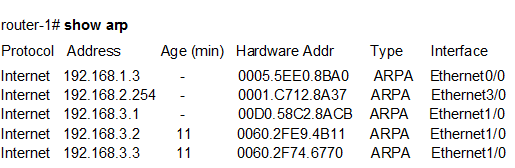 router-1# show arp
Protocol Address Age (min) Hardware Addr Type Interface
Internet 192.168.1.3 - 0005.5EE0.8BA0 ARPA Ethernet0/0
Internet 192.168.2.254 - 0001.C712.8A37 ARPA Ethernet3/0
Internet 192.168.3.1 - 00D0.58C2.8ACB ARPA Ethernet1/0
Internet 192.168.3.2 11 0060.2FE9.4B11 ARPA Ethernet1/0
Internet 192.168.3.3 11 0060.2F74.6770 ARPA Ethernet1/0